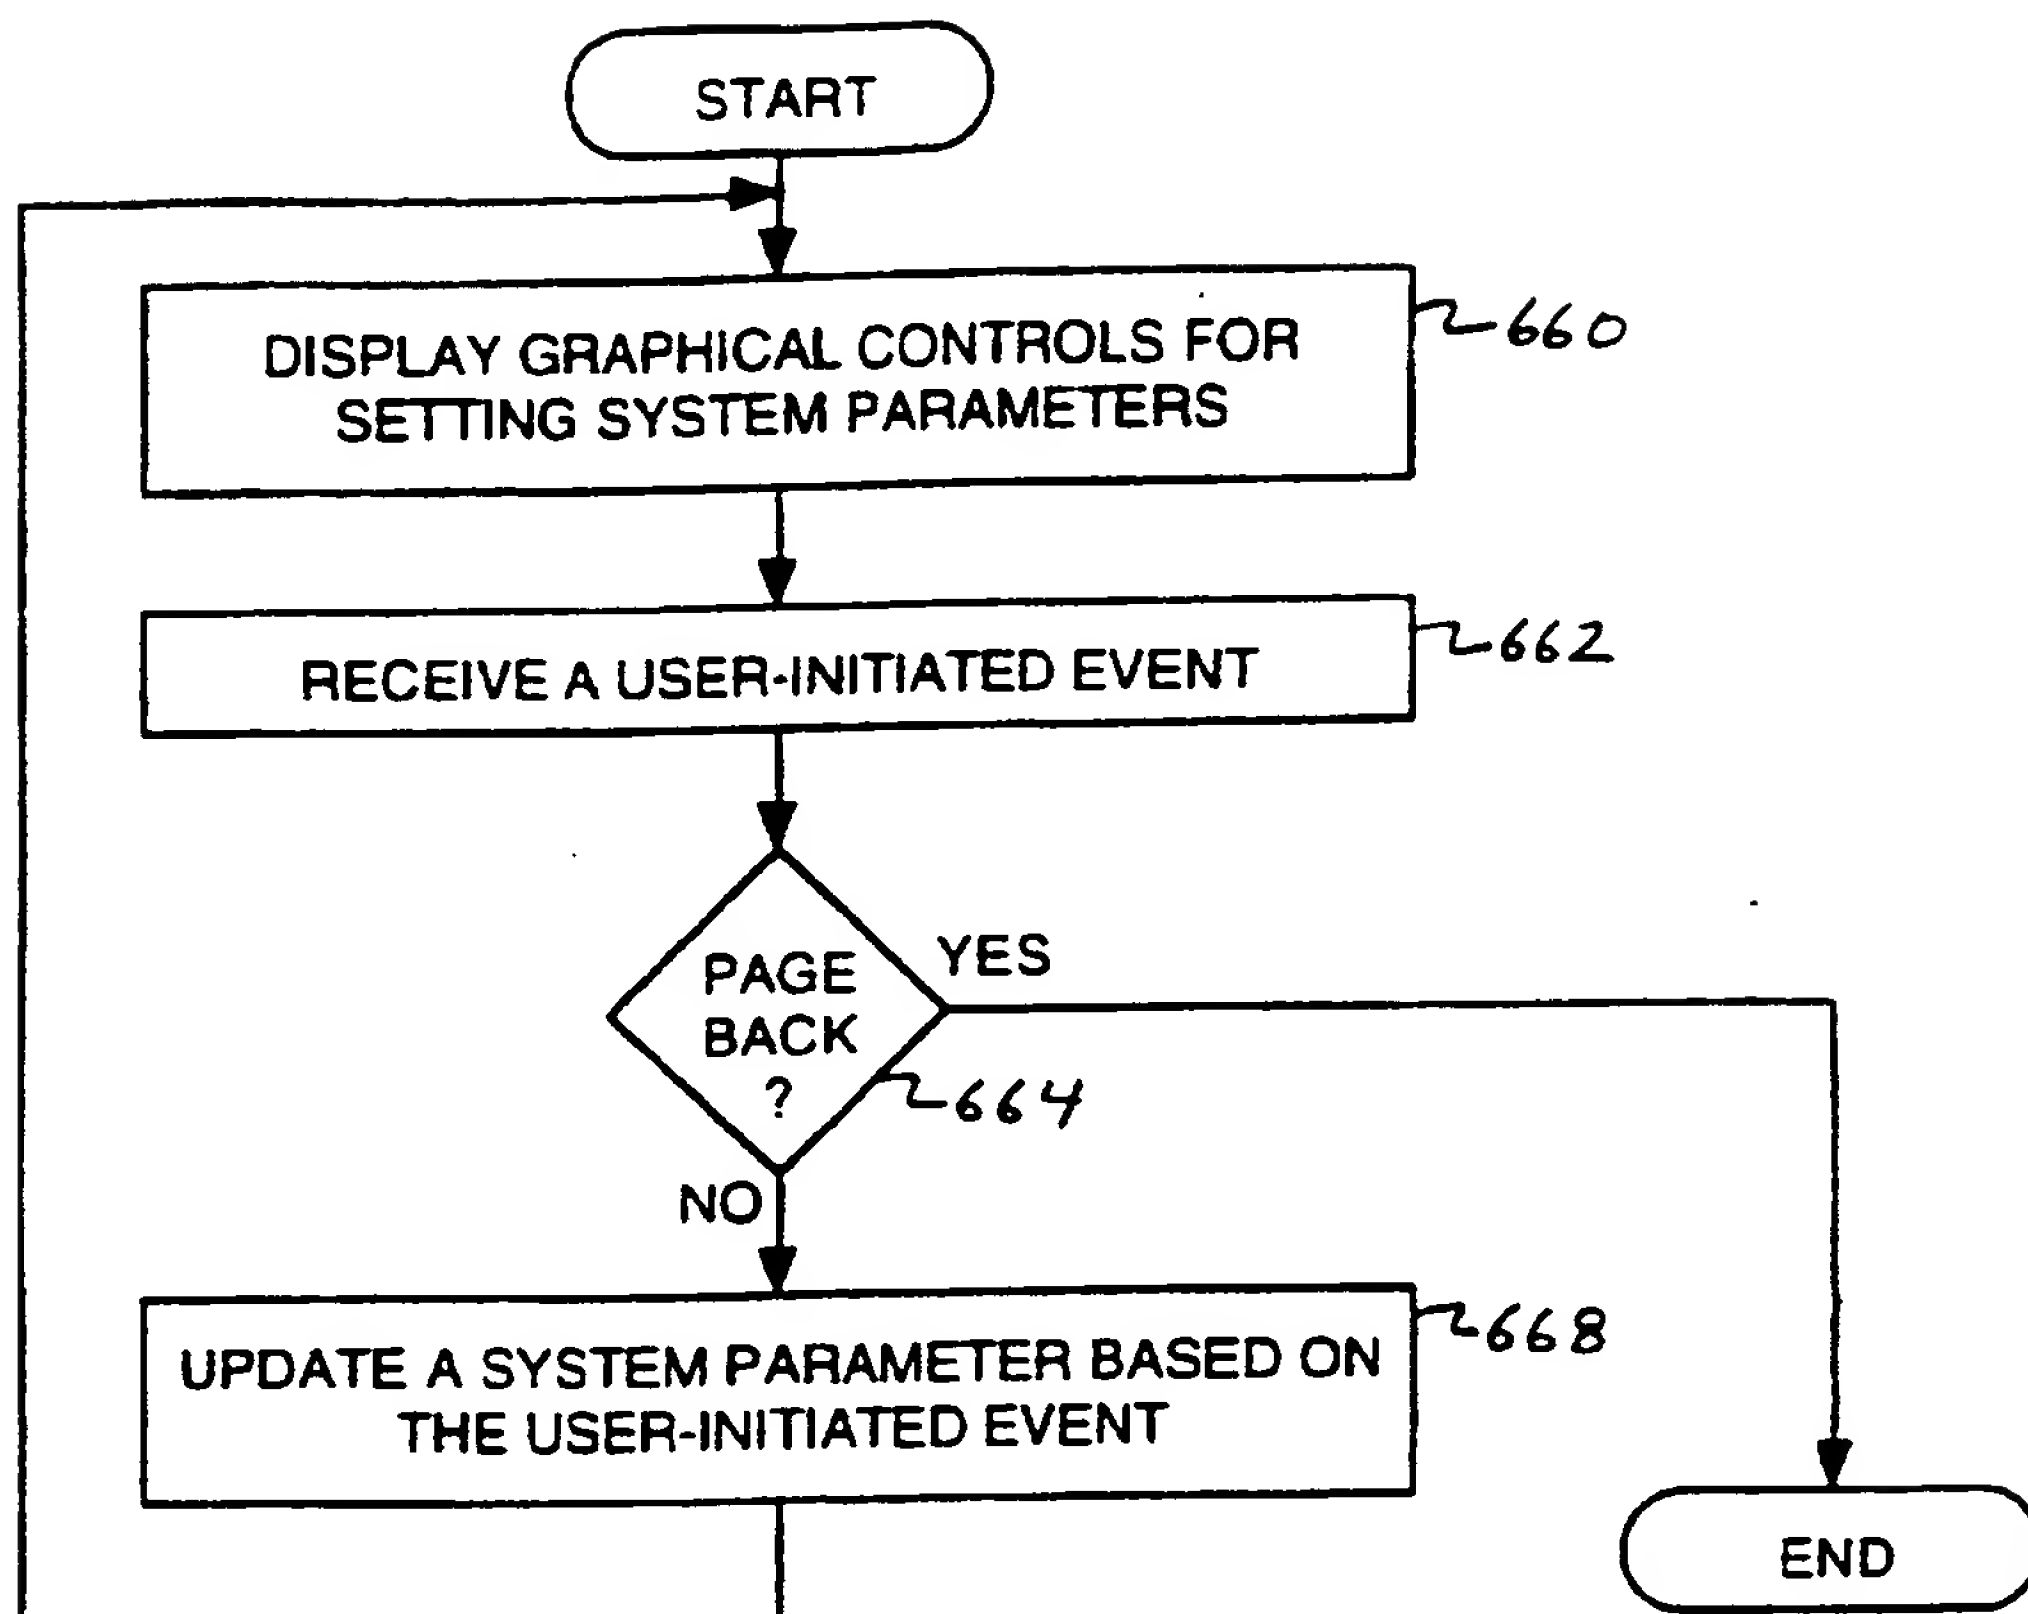 START
DISPLAY GRAPHICAL CONTROLS FOR
SETTING SYSTEM PARAMETERS
660
RECEIVE A USER-INITIATED EVENT
662
PAGE
BACK
?
YES
664
NO
UPDATE A SYSTEM PARAMETER BASED ON
THE USER-INITIATED EVENT
668
END